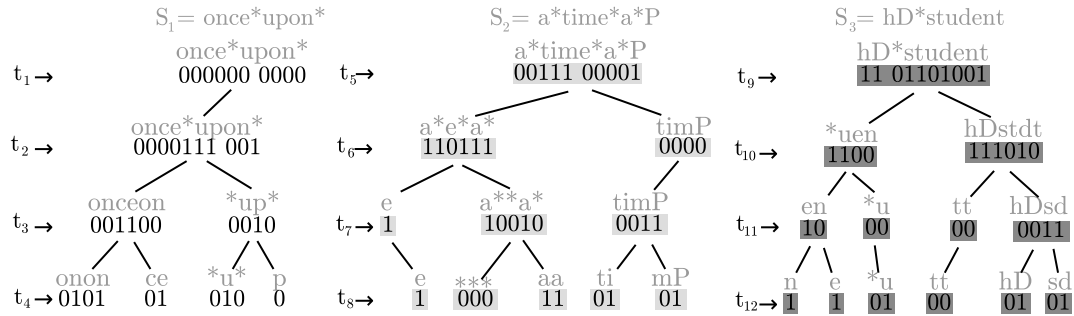 S1= once*upon* S2= a*time*a*P S3= hD*student
once*upon* a*time*a*P hD*student
t1→ 000000 0000 t5→ 00111 00001 t9→ 11 01101001
once*upon* a*e*a* timP *uen hDstdt
t2→ 0000111 001 t6→ 110111 0000 t10→ 1100 111010
onceon *up* e a**a* timP en *u tt hDsd
t3→ 001100 0010 t7→ 1 10010 0011 t11→ 10 00 00 0011
onon ce *u* p e *** aa ti mP n e *u tt hD sd
t4→ 0101 01 010 0 t8→ 1 000 11 01 01 t12→ 1 1 01 00 01 01